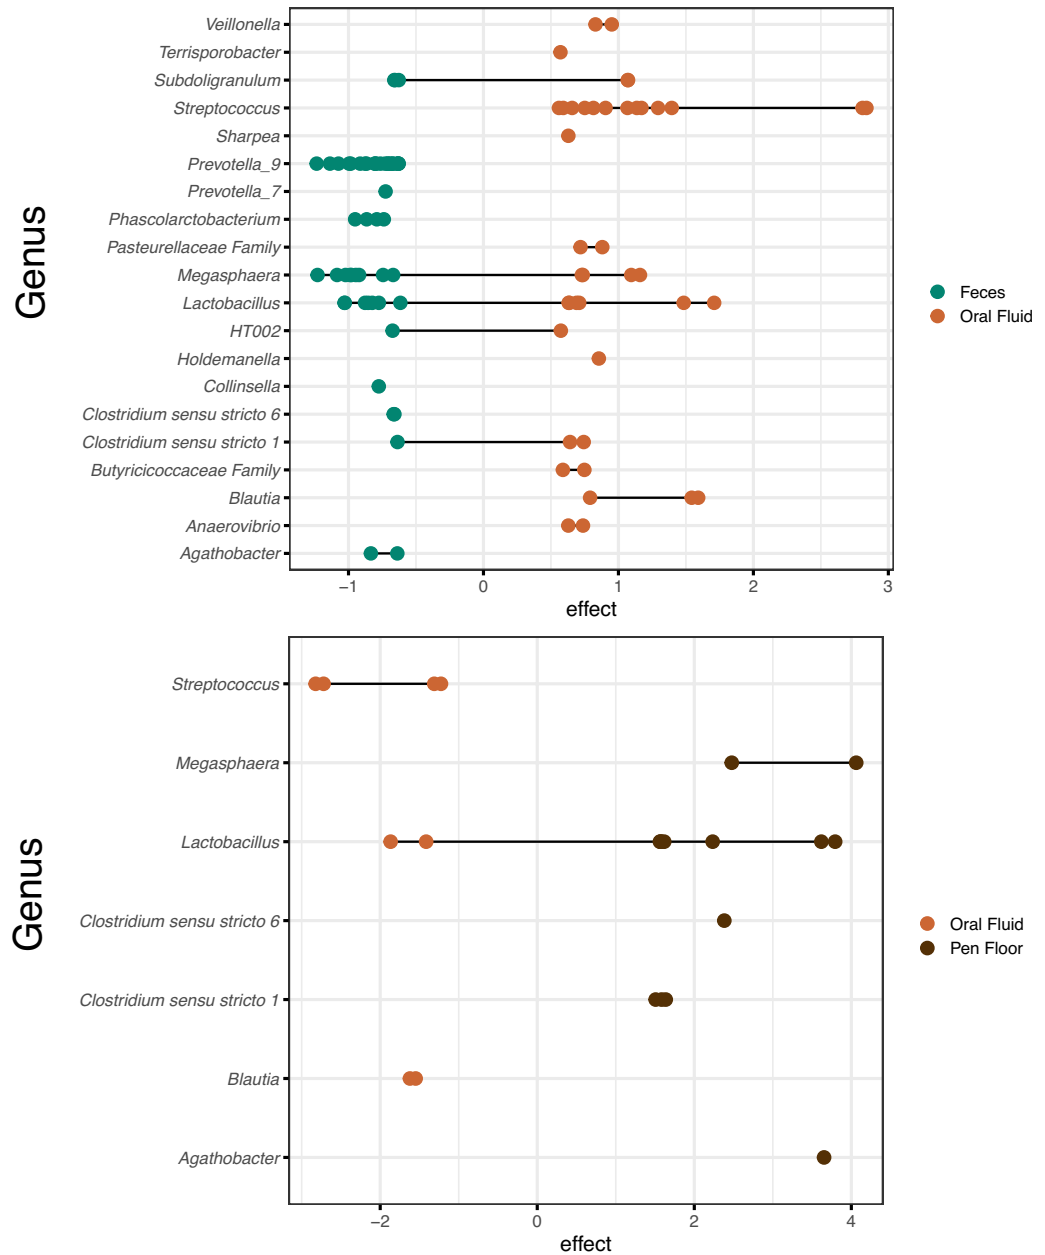 Genus
Veillonella
Terrisporobacter
Subdoligranulum
Streptococcus
Sharpea
Prevotella_9
Prevotella_7
Phascolarctobacterium
Pasteurellaceae Family
Megasphaera
Lactobacillus
HT002
Holdemanella
Collinsella
Clostridium sensu stricto 6
Clostridium sensu stricto 1
Butyricicoccaceae Family
Blautia
Anaerovibrio
Agathobacter
−1 0 1 2 3
effect
Feces
Oral Fluid
Genus
Streptococcus
Megasphaera
Lactobacillus
Clostridium sensu stricto 6
Clostridium sensu stricto 1
Blautia
Agathobacter
−2 0 2 4
effect
Oral Fluid
Pen Floor